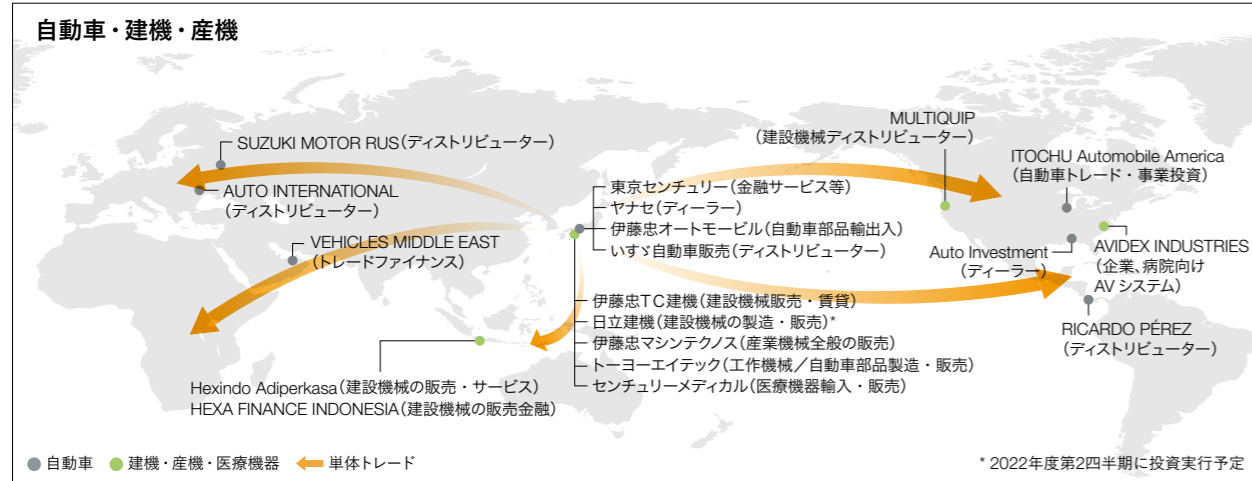 自動車・建機・産機
SUZUKI MOTOR RUS(ディストリビューター)
AUTO INTERNATIONAL
(ディストリビューター)
VEHICLES MIDDLE EAST
(トレードファイナンス)
Hexindo Adiperkasa(建設機械の販売・サービス)
HEXA FINANCE INDONESIA(建設機械の販売金融)
東京センチュリー(金融サービス等)
ヤナセ(ディーラー)
伊藤忠オートモービル(自動車部品輸出入)
いすゞ自動車販売(ディストリビューター)
伊藤忠TC建機(建設機械販売・賃貸)
日立建機(建設機械の製造・販売)*
伊藤忠マシンテクノス(産業機械全般の販売)
トーヨーエイテック(工作機械/自動車部品製造・販売)
センチュリーメディカル(医療機器輸入・販売)
MULTIQUIP
(建設機械ディストリビューター)
ITOCHU Automobile America
(自動車トレード・事業投資)
Auto Investment
(ディーラー)
AVIDEX INDUSTRIES
(企業、病院向け
AVシステム)
RICARDO PÉREZ
(ディストリビューター)
自動車 建機・産機・医療機器 単体トレード
* 2022年度第2四半期に投資実行予定